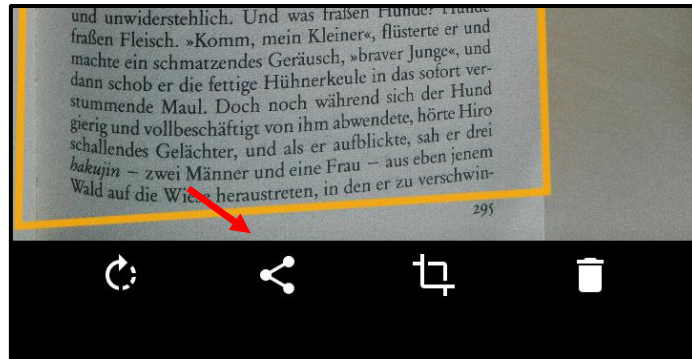 und unwiderstehlich. Und was fraßen Hunde? Hunde
fraßen Fleisch. »Komm, mein Kleiner«, flüsterte er und
machte ein schmatzendes Geräusch, »braver Junge«, und
dann schob er die fettige Hühnerkeule in das sofort ver-
stummende Maul. Doch noch während sich der Hund
gierig und vollbeschäftigt von ihm abwendete, hörte Hiro
schallendes Gelächter, und als er aufblickte, sah er drei
hakujin – zwei Männer und eine Frau – aus eben jenem
Wald auf die Wiese heraustreten, in den er zu verschwin-
295